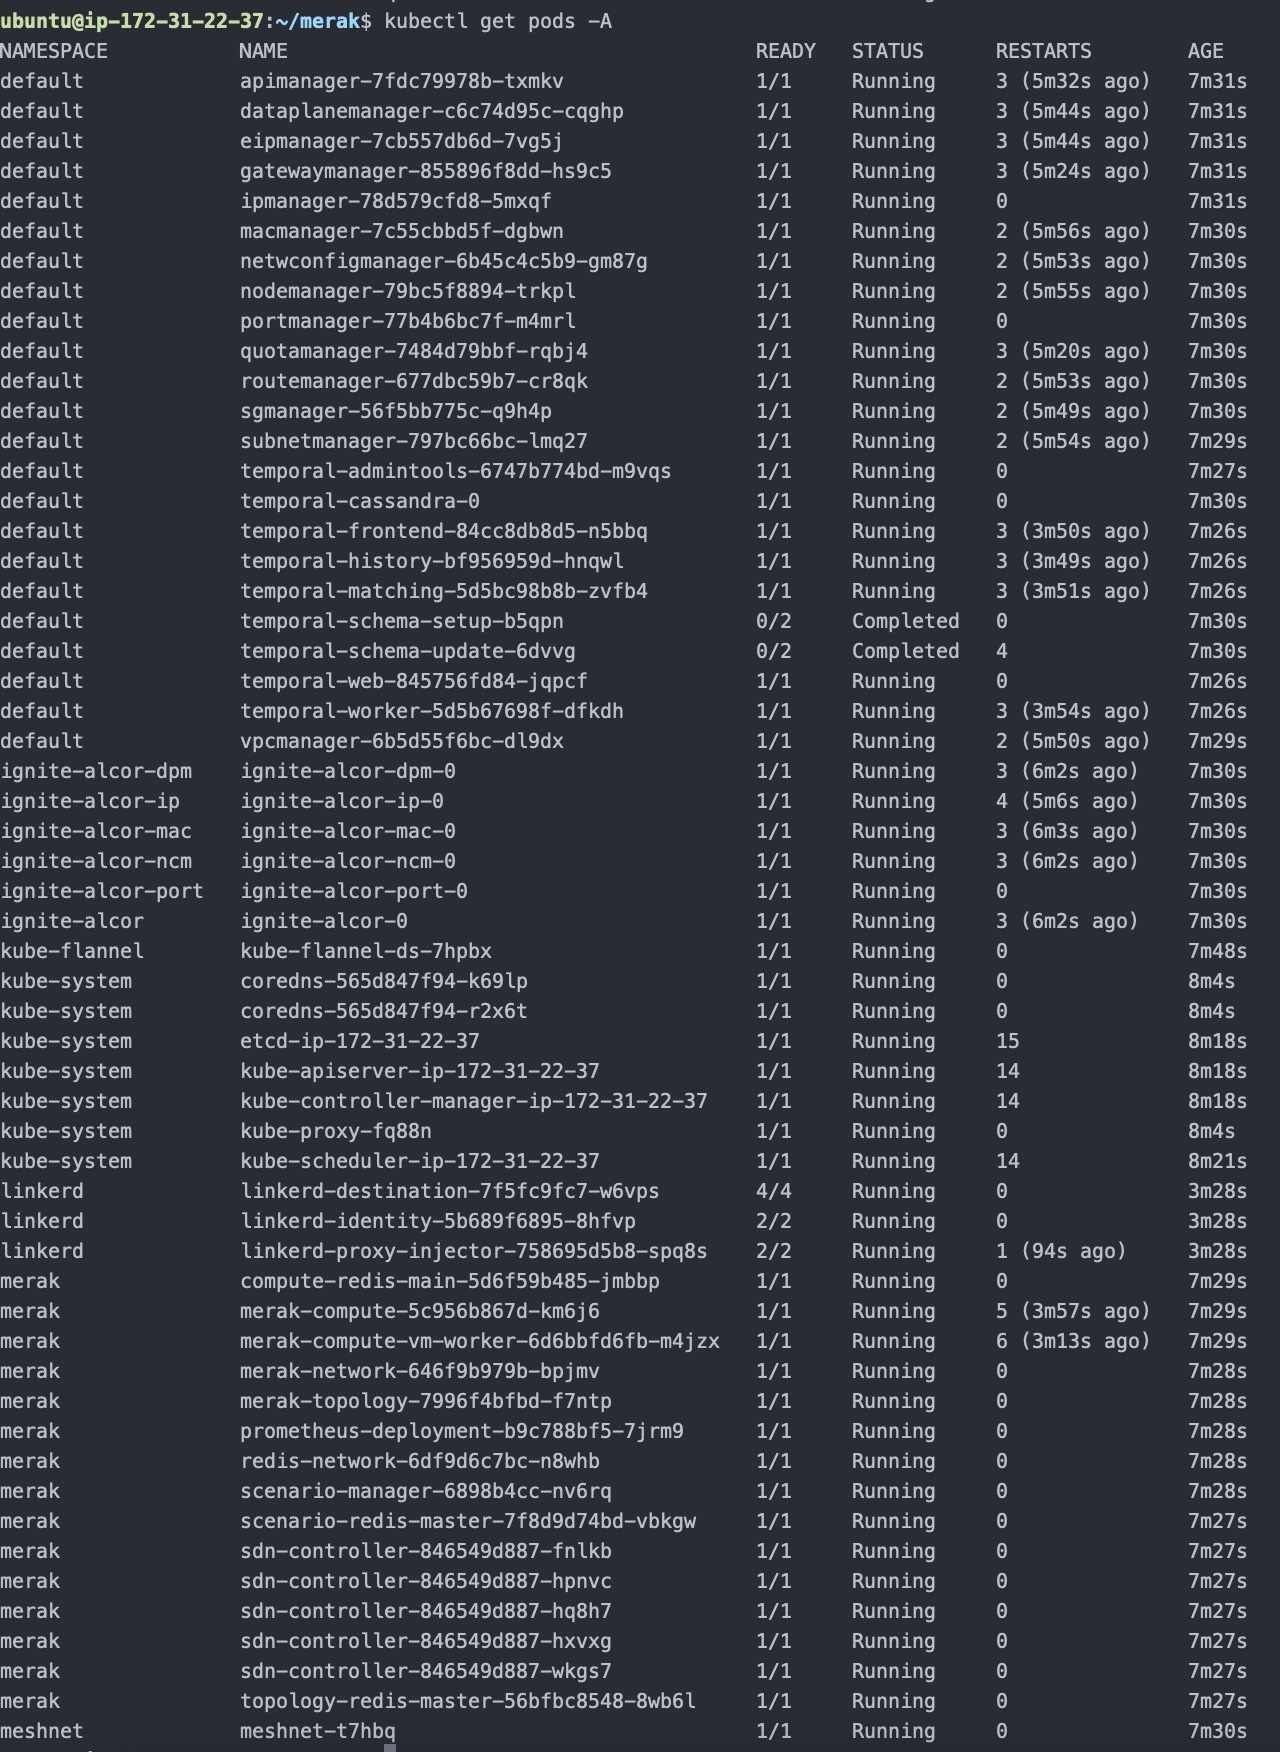 ubuntu@ip-172-31-22-37:~/merak$ kubectl get pods -A
NAMESPACE NAME READY STATUS RESTARTS AGE
default apimanager-7fdc79978b-txmkv 1/1 Running 3 (5m32s ago) 7m31s
default dataplanemanager-c6c74d95c-cqghp 1/1 Running 3 (5m44s ago) 7m31s
default eipmanager-7cb557db6d-7vg5j 1/1 Running 3 (5m44s ago) 7m31s
default gatewaymanager-855896f8dd-hs9c5 1/1 Running 3 (5m24s ago) 7m31s
default ipmanager-78d579cfd8-5mxqf 1/1 Running 0 7m31s
default macmanager-7c55cbbd5f-dgbwn 1/1 Running 2 (5m56s ago) 7m30s
default netwconfigmanager-6b45c4c5b9-gm87g 1/1 Running 2 (5m53s ago) 7m30s
default nodemanager-79bc5f8894-trkpl 1/1 Running 2 (5m55s ago) 7m30s
default portmanager-77b4b6bc7f-m4mrl 1/1 Running 0 7m30s
default quotamanager-7484d79bbf-rqbj4 1/1 Running 3 (5m20s ago) 7m30s
default routemanager-677dbc59b7-cr8qk 1/1 Running 2 (5m53s ago) 7m30s
default sgmanager-56f5bb775c-q9h4p 1/1 Running 2 (5m49s ago) 7m30s
default subnetmanager-797bc66bc-lmq27 1/1 Running 2 (5m54s ago) 7m29s
default temporal-admintools-6747b774bd-m9vqs 1/1 Running 0 7m27s
default temporal-cassandra-0 1/1 Running 0 7m30s
default temporal-frontend-84cc8db8d5-n5bbq 1/1 Running 3 (3m50s ago) 7m26s
default temporal-history-bf956959d-hnqwl 1/1 Running 3 (3m49s ago) 7m26s
default temporal-matching-5d5bc98b8b-zvfb4 1/1 Running 3 (3m51s ago) 7m26s
default temporal-schema-setup-b5qpn 0/2 Completed 0 7m30s
default temporal-schema-update-6dvvg 0/2 Completed 4 7m30s
default temporal-web-845756fd84-jqpcf 1/1 Running 0 7m26s
default temporal-worker-5d5b67698f-dfkdh 1/1 Running 3 (3m54s ago) 7m26s
default vpcmanager-6b5d55f6bc-dl9dx 1/1 Running 2 (5m50s ago) 7m29s
ignite-alcor-dpm ignite-alcor-dpm-0 1/1 Running 3 (6m2s ago) 7m30s
ignite-alcor-ip ignite-alcor-ip-0 1/1 Running 4 (5m6s ago) 7m30s
ignite-alcor-mac ignite-alcor-mac-0 1/1 Running 3 (6m3s ago) 7m30s
ignite-alcor-ncm ignite-alcor-ncm-0 1/1 Running 3 (6m2s ago) 7m30s
ignite-alcor-port ignite-alcor-port-0 1/1 Running 0 7m30s
ignite-alcor ignite-alcor-0 1/1 Running 3 (6m2s ago) 7m30s
kube-flannel kube-flannel-ds-7hpbx 1/1 Running 0 7m48s
kube-system coredns-565d847f94-k69lp 1/1 Running 0 8m4s
kube-system coredns-565d847f94-r2x6t 1/1 Running 0 8m4s
kube-system etcd-ip-172-31-22-37 1/1 Running 15 8m18s
kube-system kube-apiserver-ip-172-31-22-37 1/1 Running 14 8m18s
kube-system kube-controller-manager-ip-172-31-22-37 1/1 Running 14 8m18s
kube-system kube-proxy-fq88n 1/1 Running 0 8m4s
kube-system kube-scheduler-ip-172-31-22-37 1/1 Running 14 8m21s
linkerd linkerd-destination-7f5fc9fc7-w6vps 4/4 Running 0 3m28s
linkerd linkerd-identity-5b689f6895-8hfvp 2/2 Running 0 3m28s
linkerd linkerd-proxy-injector-758695d5b8-spq8s 2/2 Running 1 (94s ago) 3m28s
merak compute-redis-main-5d6f59b485-jmbbp 1/1 Running 0 7m29s
merak merak-compute-5c956b867d-km6j6 1/1 Running 5 (3m57s ago) 7m29s
merak merak-compute-vm-worker-6d6bbfd6fb-m4jzx 1/1 Running 6 (3m13s ago) 7m29s
merak merak-network-646f9b979b-bpjmv 1/1 Running 0 7m28s
merak merak-topology-7996f4bfbd-f7ntp 1/1 Running 0 7m28s
merak prometheus-deployment-b9c788bf5-7jrm9 1/1 Running 0 7m28s
merak redis-network-6df9d6c7bc-n8whb 1/1 Running 0 7m28s
merak scenario-manager-6898b4cc-nv6rq 1/1 Running 0 7m28s
merak scenario-redis-master-7f8d9d74bd-vbkgw 1/1 Running 0 7m27s
merak sdn-controller-846549d887-fnlkb 1/1 Running 0 7m27s
merak sdn-controller-846549d887-hpnvc 1/1 Running 0 7m27s
merak sdn-controller-846549d887-hq8h7 1/1 Running 0 7m27s
merak sdn-controller-846549d887-hxvxg 1/1 Running 0 7m27s
merak sdn-controller-846549d887-wkgs7 1/1 Running 0 7m27s
merak topology-redis-master-56bfbc8548-8wb6l 1/1 Running 0 7m27s
meshnet meshnet-t7hbq 1/1 Running 0 7m30s